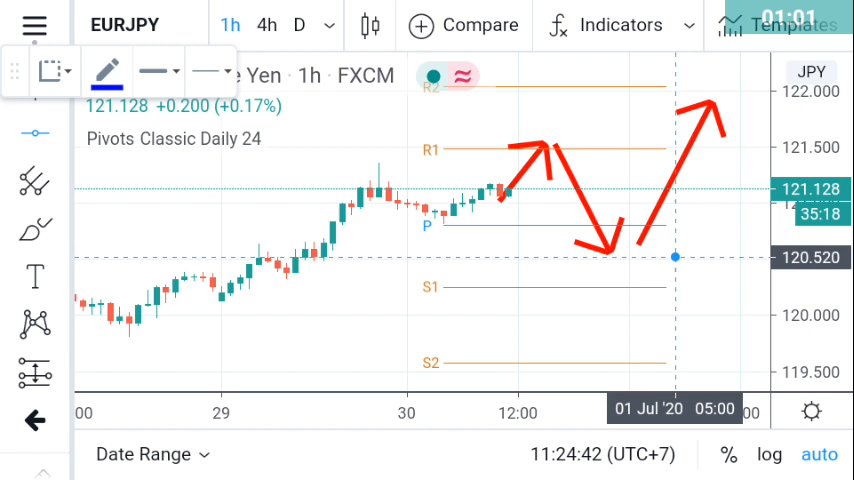 EURJPY 1h 4h D Compare Indicators Templates
01:01
e Yen · 1h · FXCM
JPY
121.128 +0.200 (+0.17%)
Pivots Classic Daily 24
R2
R1
P
S1
S2
122.000
121.500
121.128
35:18
120.520
120.000
119.500
:00 29 30 12:00 01 Jul '20 05:00 :00
Date Range 11:24:42 (UTC+7) % log auto